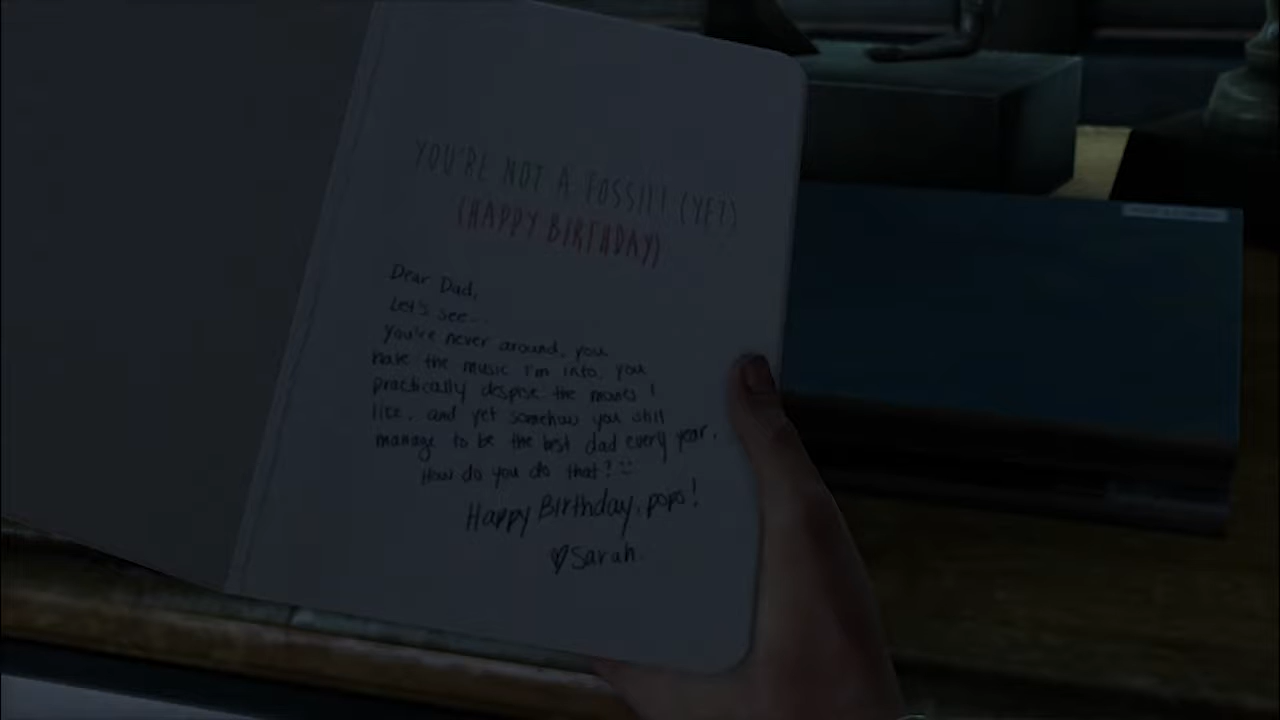 YOU'RE NOT A FOSSIL! (YET)
(HAPPY BIRTHDAY)
Dear Dad,
Let's see...
You're never around, you
hate the music I'm into, you
practically despise the movies I
like, and yet somehow you still
manage to be the best dad every year.
How do you do that? :)
Happy Birthday, pops!
♡ Sarah